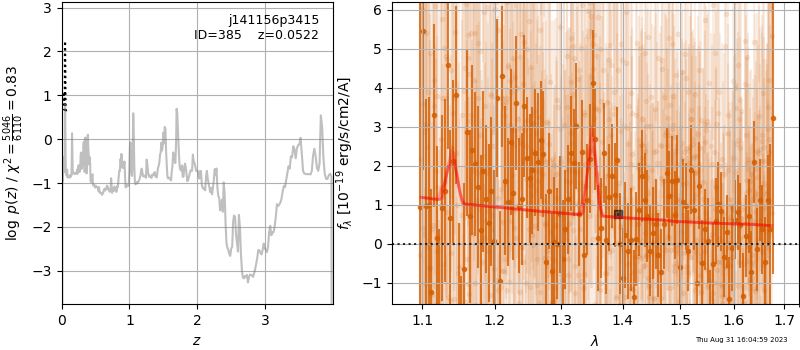 j141156p3415
ID=385 z=0.0522
log p(z) / χ² = 5046/6110 = 0.83
3
2
1
0
−1
−2
−3
0 1 2 3
z
f_λ [10⁻¹⁹ erg/s/cm2/A]
6
5
4
3
2
1
0
−1
1.1 1.2 1.3 1.4 1.5 1.6 1.7
λ
Thu Aug 31 16:04:59 2023